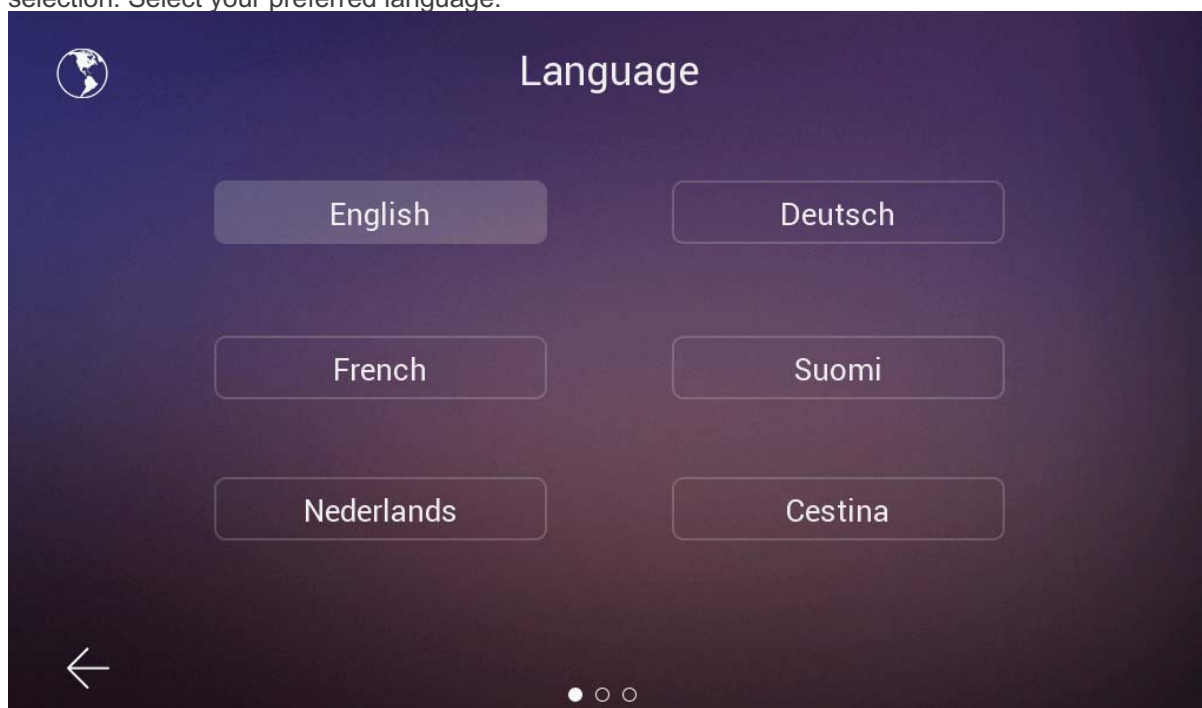 selection. Select your preferred language.
Language
English
Deutsch
French
Suomi
Nederlands
Cestina